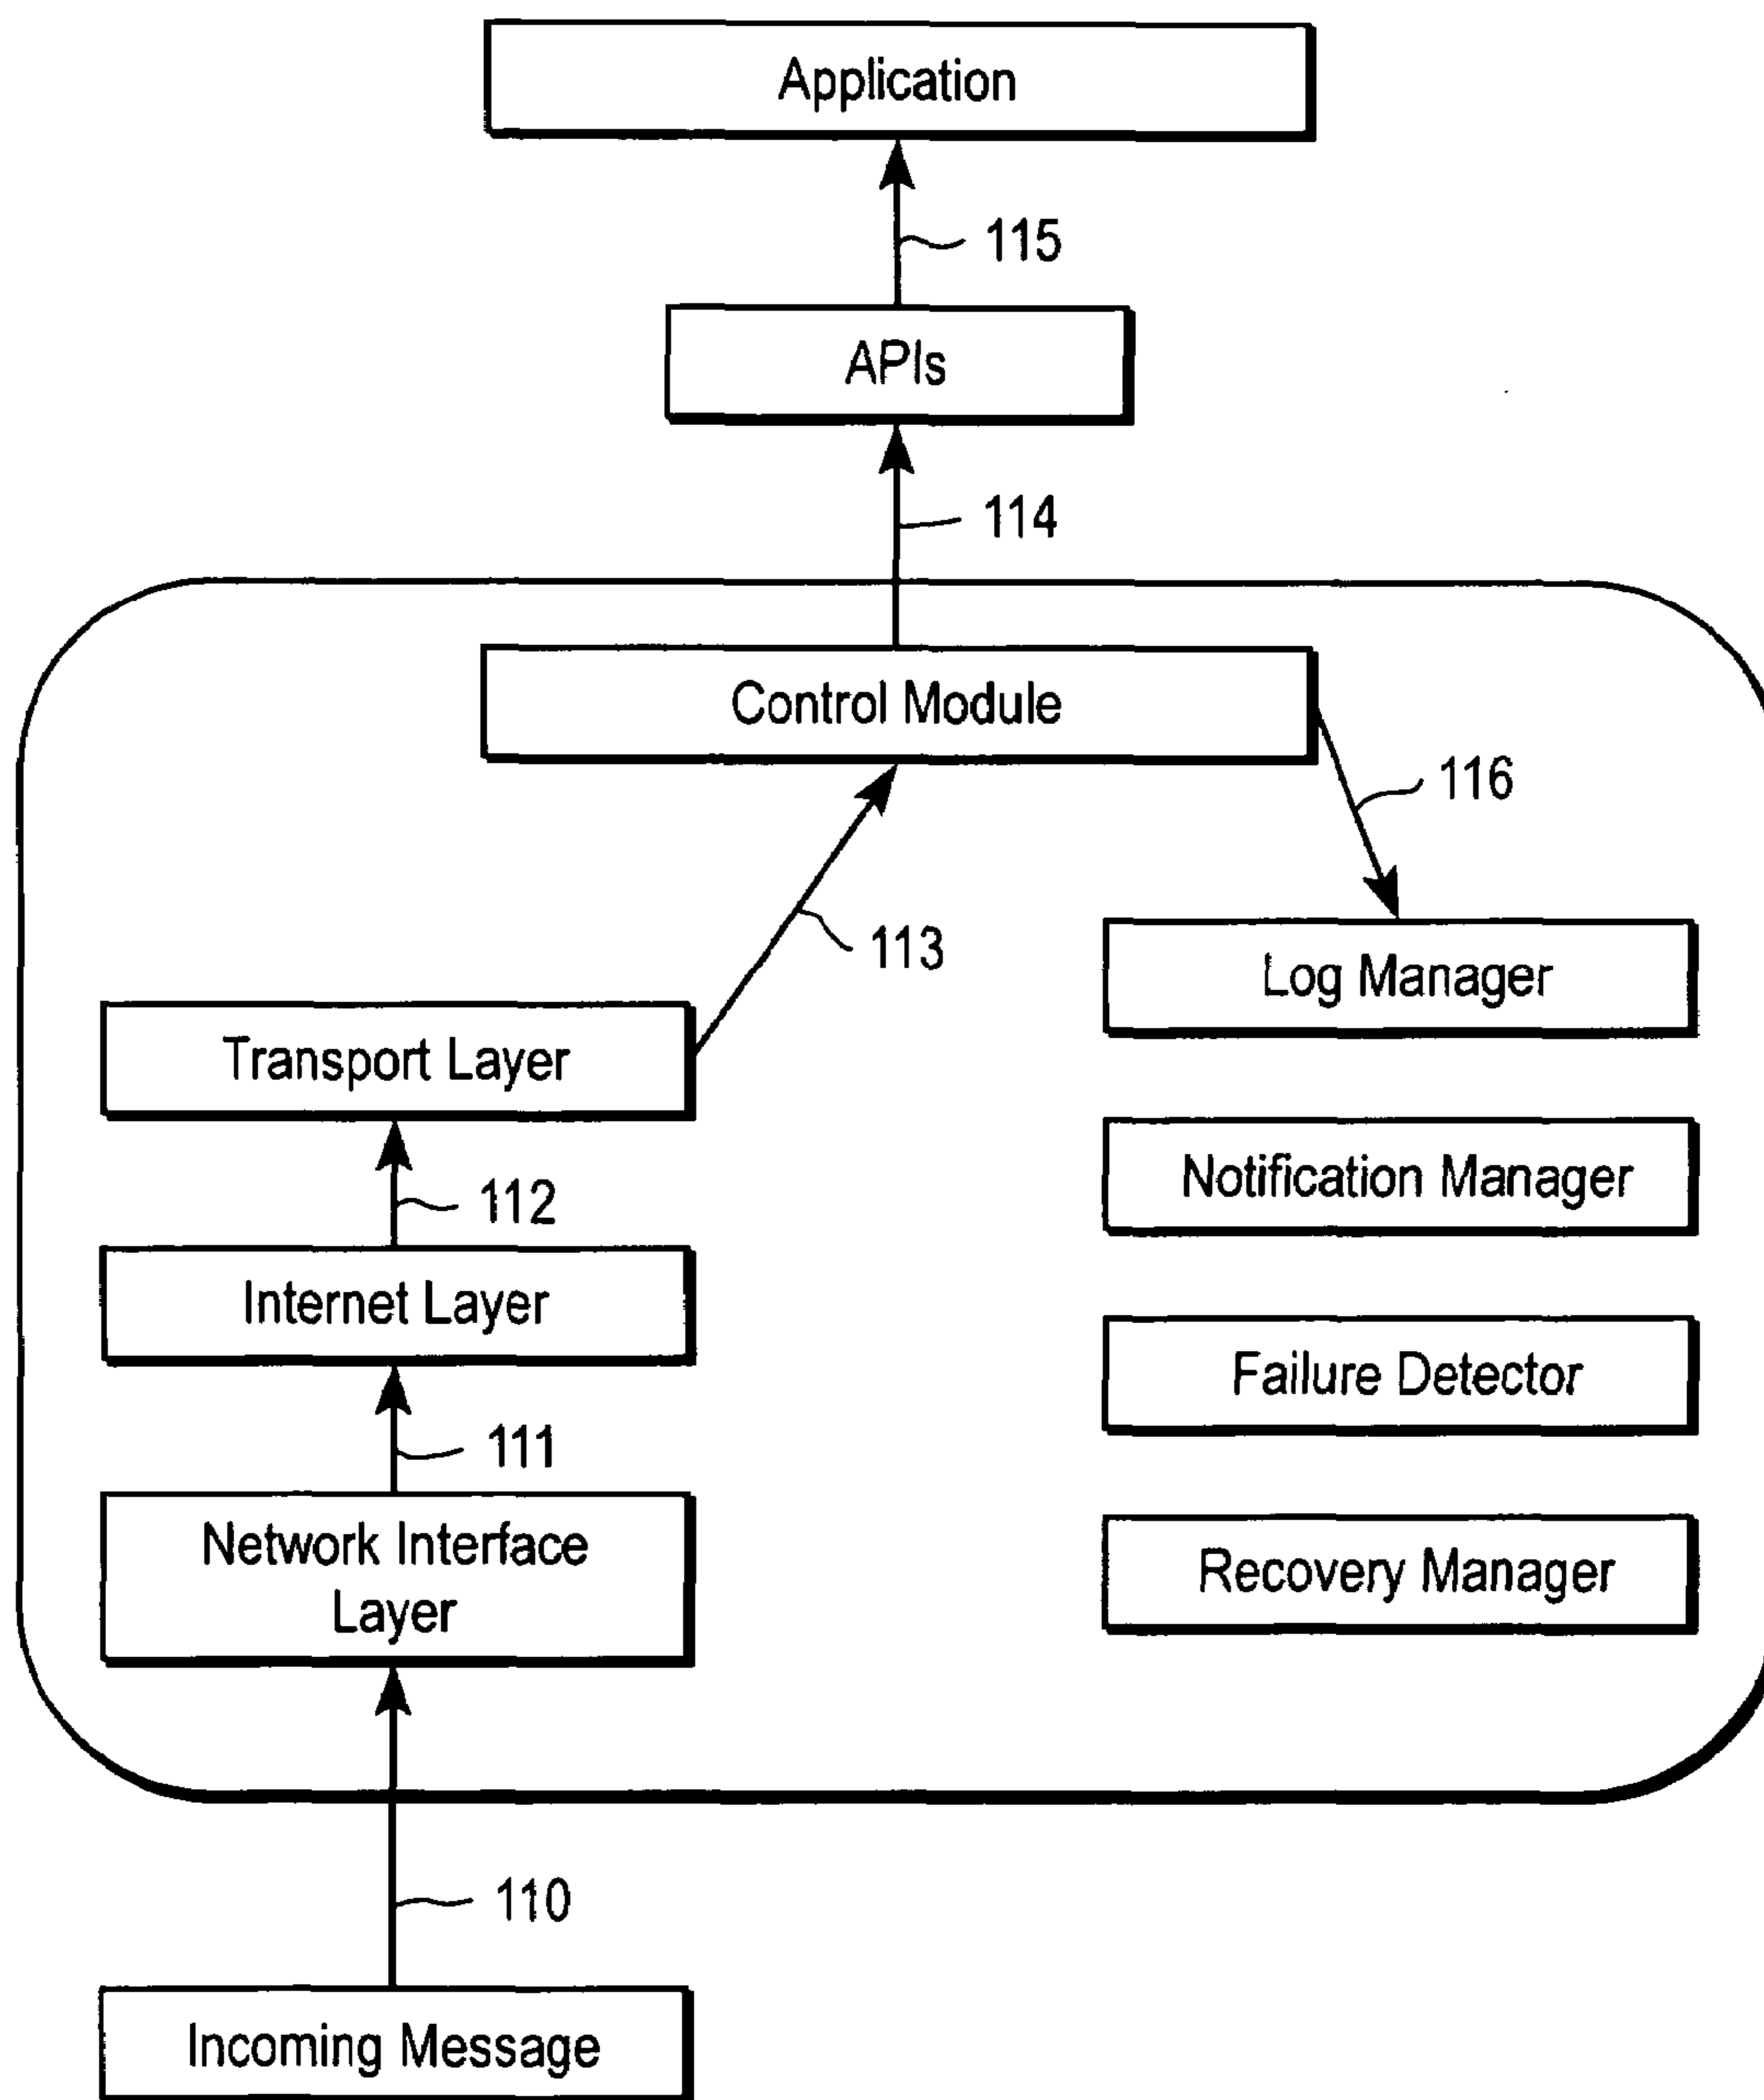 Application
115
APIs
114
Control Module
116
113
Log Manager
Transport Layer
Notification Manager
112
Internet Layer
Failure Detector
111
Network Interface
Layer
Recovery Manager
110
Incoming Message